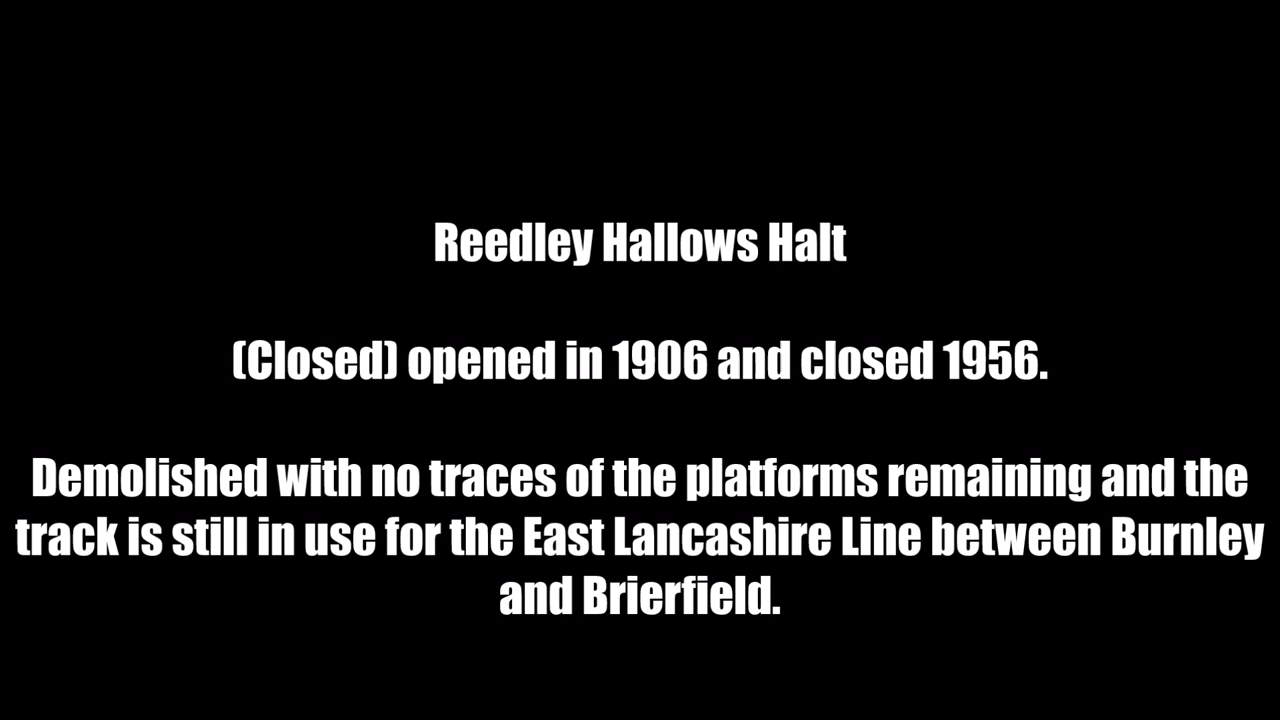 Reedley Hallows Halt
(Closed) opened in 1906 and closed 1956.
Demolished with no traces of the platforms remaining and the
track is still in use for the East Lancashire Line between Burnley
and Brierfield.